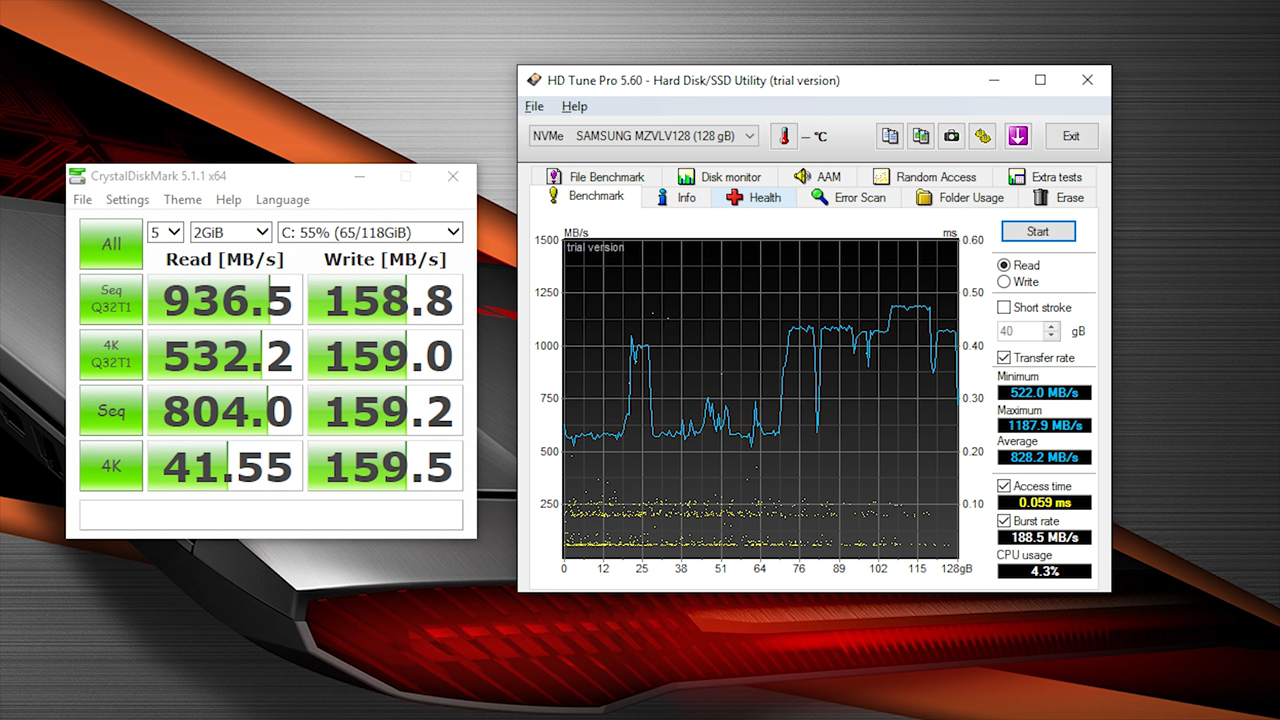 CrystalDiskMark 5.1.1 x64
File Settings Theme Help Language
All 5 2GiB C: 55% (65/118GiB)
Read [MB/s] Write [MB/s]
Seq Q32T1 936.5 158.8
4K Q32T1 532.2 159.0
Seq 804.0 159.2
4K 41.55 159.5
HD Tune Pro 5.60 - Hard Disk/SSD Utility (trial version)
File Help
NVMe SAMSUNG MZVLV128 (128 gB) – °C Exit
File Benchmark Disk monitor AAM Random Access Extra tests
Benchmark Info Health Error Scan Folder Usage Erase
MB/s ms
trial version
1500 0.60
1250 0.50
1000 0.40
750 0.30
500 0.20
250 0.10
0 12 25 38 51 64 76 89 102 115 128gB
Start
Read
Write
Short stroke
40 gB
Transfer rate
Minimum
522.0 MB/s
Maximum
1187.9 MB/s
Average
828.2 MB/s
Access time
0.059 ms
Burst rate
188.5 MB/s
CPU usage
4.3%